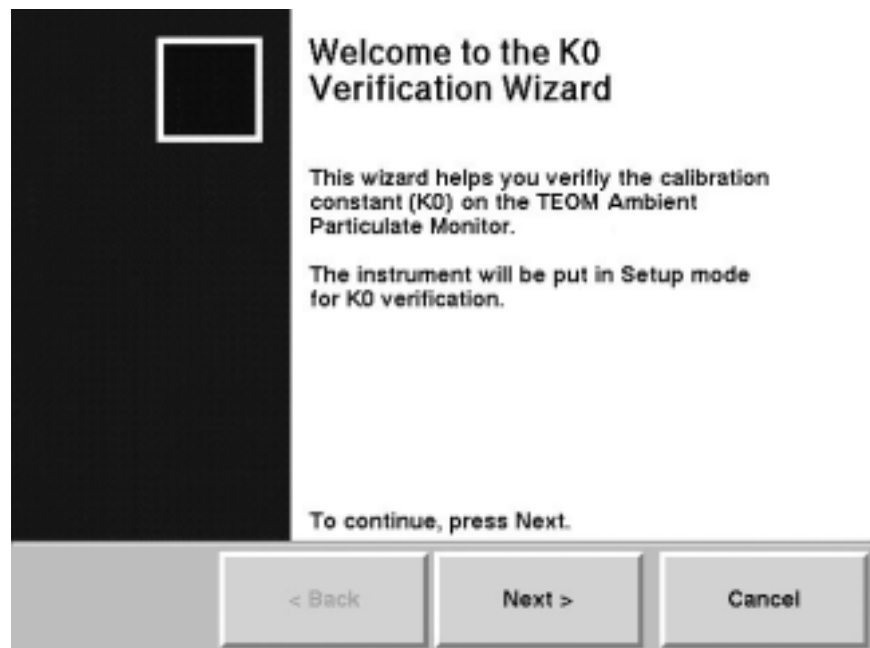 Welcome to the K0
Verification Wizard
This wizard helps you verifiy the calibration
constant (K0) on the TEOM Ambient
Particulate Monitor.
The instrument will be put in Setup mode
for K0 verification.
To continue, press Next.
< Back
Next >
Cancel